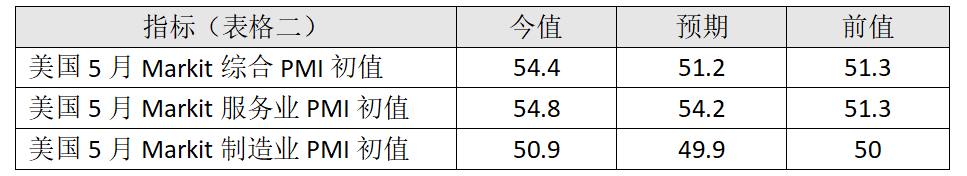 指标（表格二） 今值 预期 前值
美国 5 月 Markit 综合 PMI 初值 54.4 51.2 51.3
美国 5 月 Markit 服务业 PMI 初值 54.8 54.2 51.3
美国 5 月 Markit 制造业 PMI 初值 50.9 49.9 50